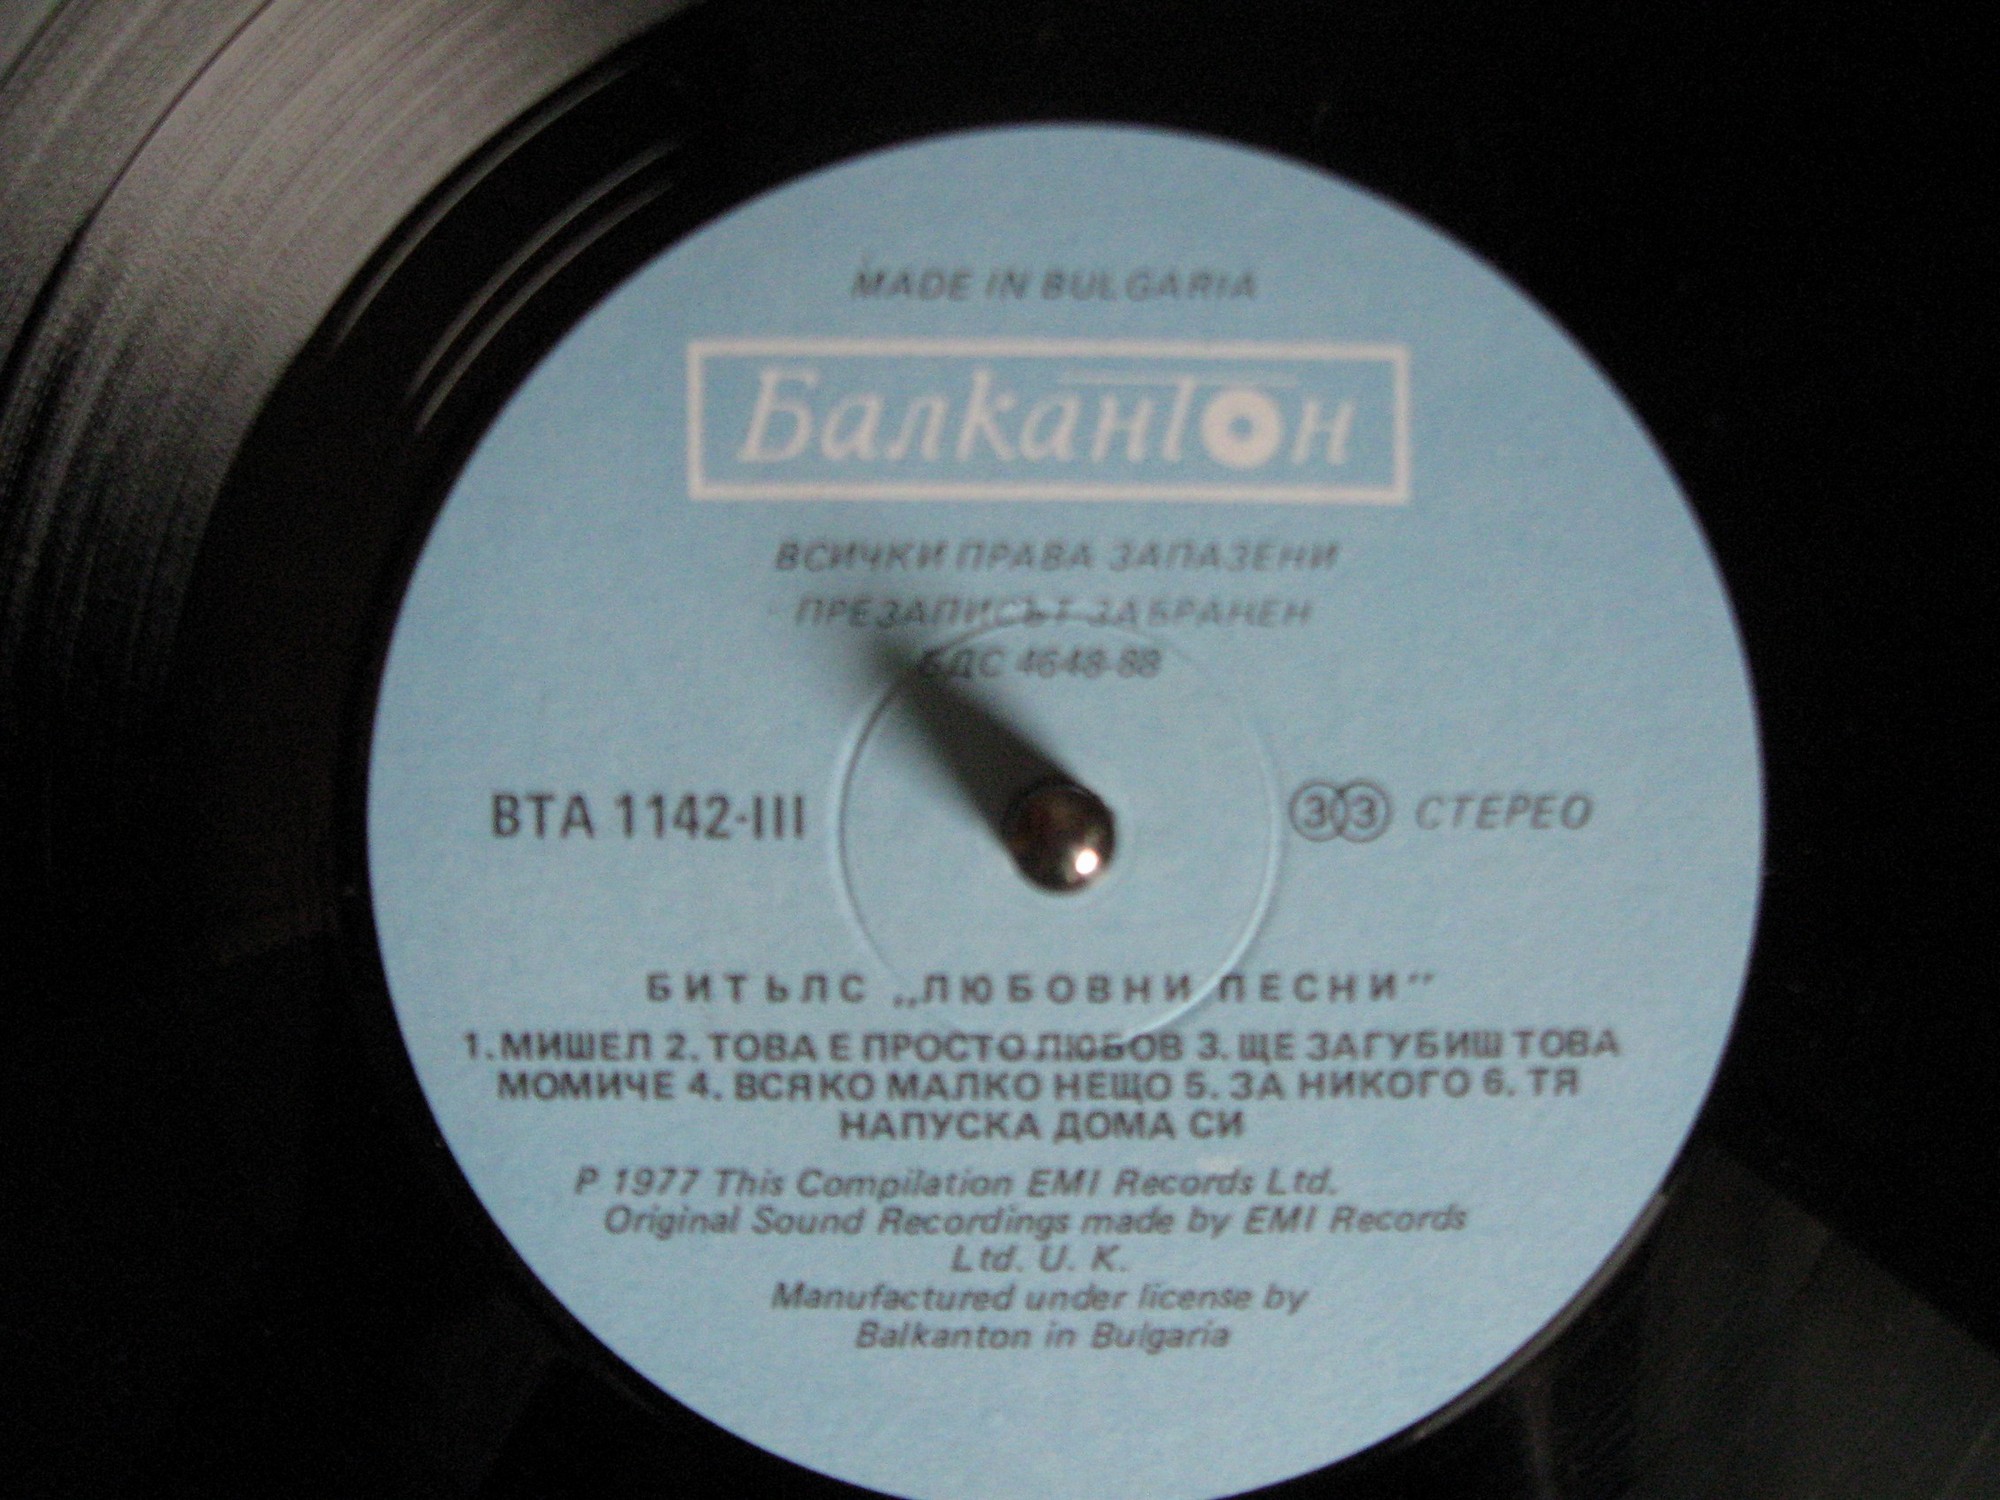 MADE IN BULGARIA
Балкантон
ВСИЧКИ ПРАВА ЗАПАЗЕНИ
ПРЕЗАПИСЪТ ЗАБРАНЕН
БДС 4648-88
ВТА 1142-III
33 СТЕРЕО
БИТЪЛС „ЛЮБОВНИ ПЕСНИ”
1. МИШЕЛ 2. ТОВА Е ПРОСТО ЛЮБОВ 3. ЩЕ ЗАГУБИШ ТОВА
МОМИЧЕ 4. ВСЯКО МАЛКО НЕЩО 5. ЗА НИКОГО 6. ТЯ
НАПУСКА ДОМА СИ
P 1977 This Compilation EMI Records Ltd.
Original Sound Recordings made by EMI Records
Ltd. U. K.
Manufactured under license by
Balkanton in Bulgaria